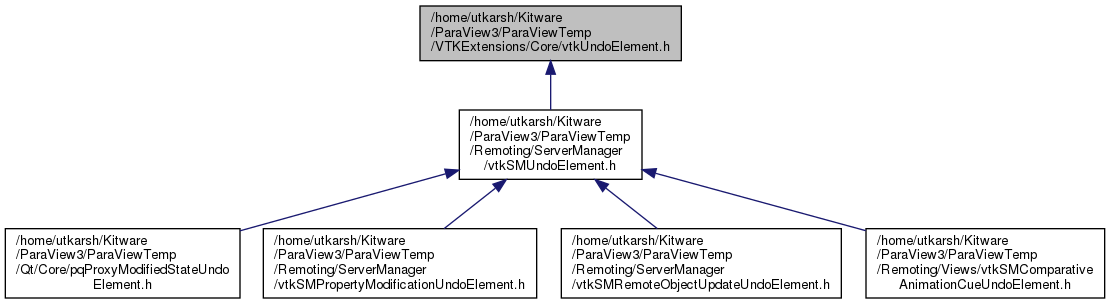 /home/utkarsh/Kitware
/ParaView3/ParaViewTemp
/VTKExtensions/Core/vtkUndoElement.h
/home/utkarsh/Kitware
/ParaView3/ParaViewTemp
/Remoting/ServerManager
/vtkSMUndoElement.h
/home/utkarsh/Kitware
/ParaView3/ParaViewTemp
/Qt/Core/pqProxyModifiedStateUndo
Element.h
/home/utkarsh/Kitware
/ParaView3/ParaViewTemp
/Remoting/ServerManager
/vtkSMPropertyModificationUndoElement.h
/home/utkarsh/Kitware
/ParaView3/ParaViewTemp
/Remoting/ServerManager
/vtkSMRemoteObjectUpdateUndoElement.h
/home/utkarsh/Kitware
/ParaView3/ParaViewTemp
/Remoting/Views/vtkSMComparative
AnimationCueUndoElement.h